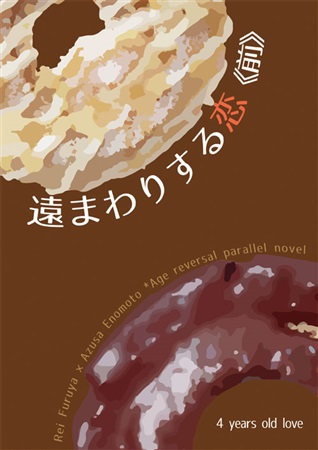 遠まわりする恋《前》
Rei Furuya × Azusa Enomoto *Age reversal parallel novel
4 years old love